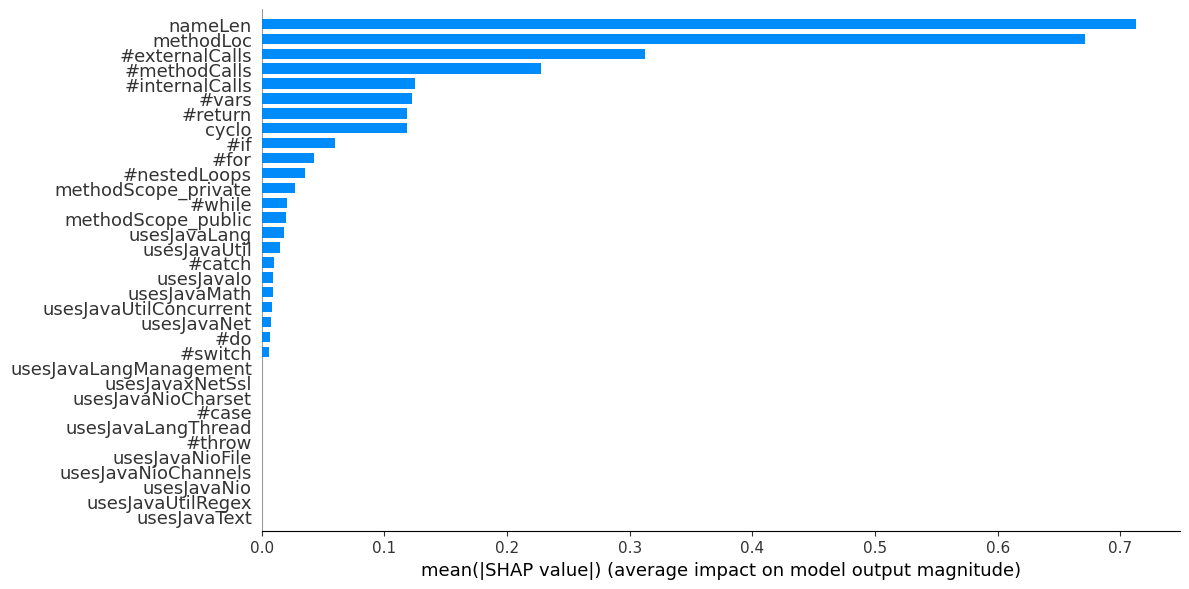 nameLen
methodLoc
#externalCalls
#methodCalls
#internalCalls
#vars
#return
cyclo
#if
#for
#nestedLoops
methodScope_private
#while
methodScope_public
usesJavaLang
usesJavaUtil
#catch
usesJavaIo
usesJavaMath
usesJavaUtilConcurrent
usesJavaNet
#do
#switch
usesJavaLangManagement
usesJavaxNetSsl
usesJavaNioCharset
#case
usesJavaLangThread
#throw
usesJavaNioFile
usesJavaNioChannels
usesJavaNio
usesJavaUtilRegex
usesJavaText
0.0 0.1 0.2 0.3 0.4 0.5 0.6 0.7
mean(|SHAP value|) (average impact on model output magnitude)